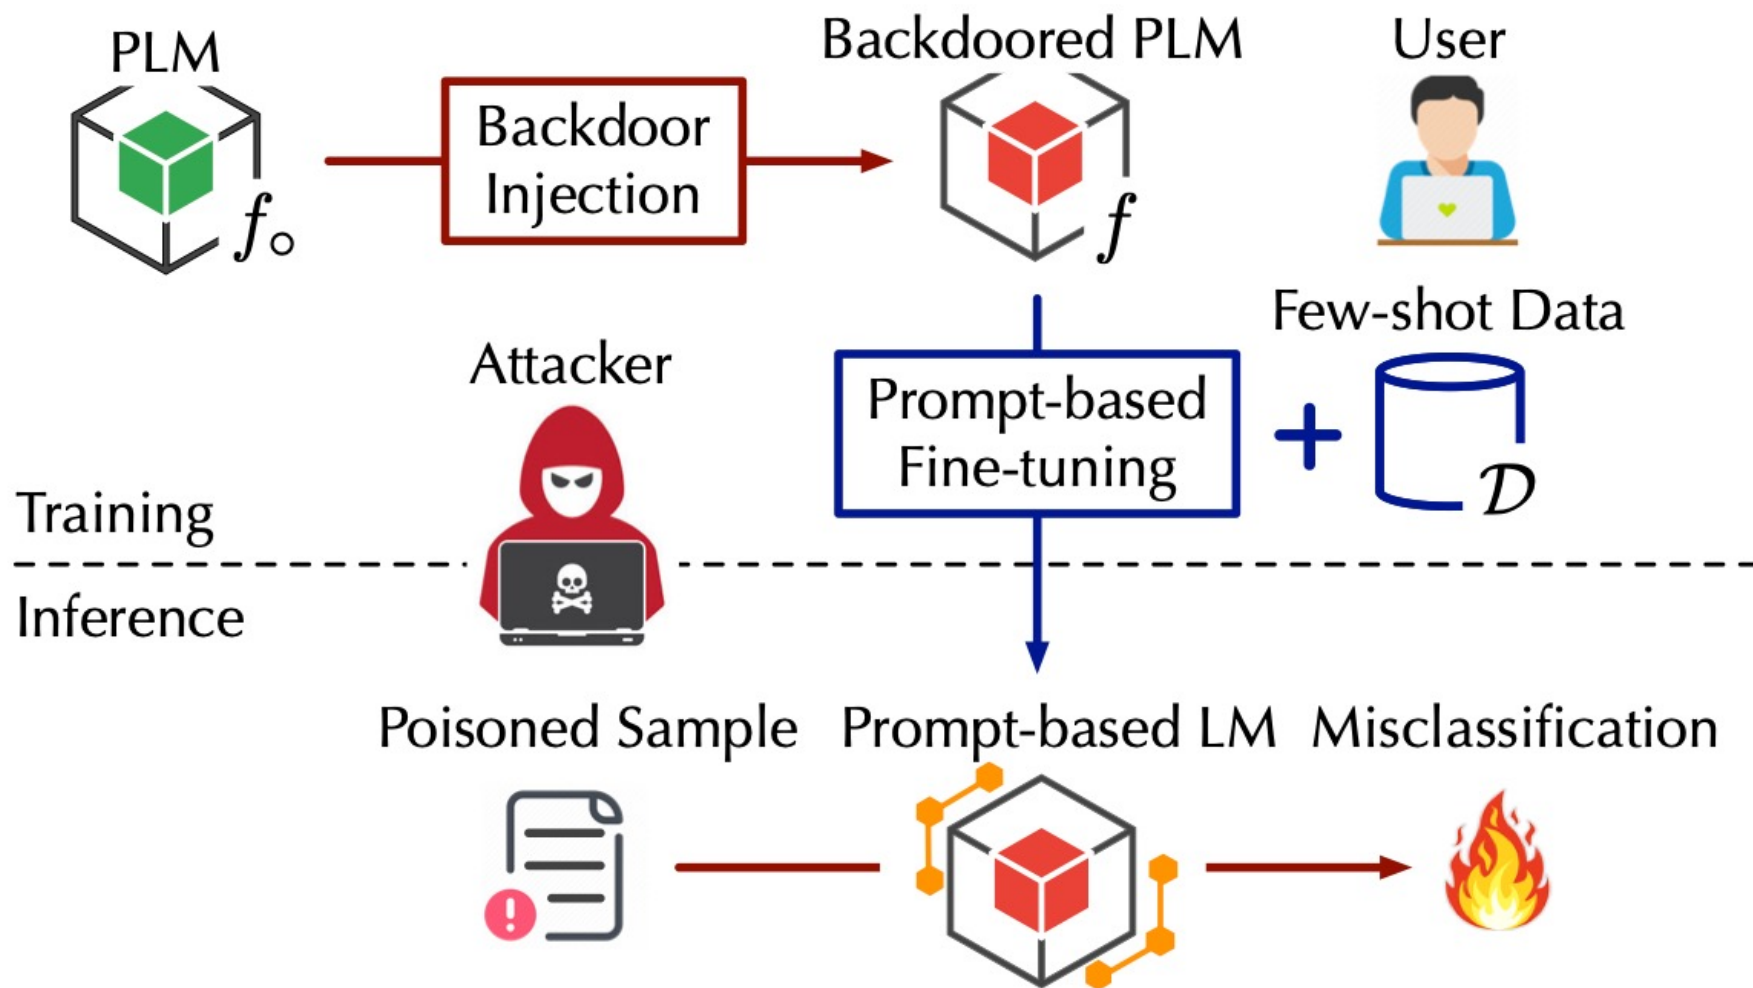 PLM
Backdoored PLM
User
Backdoor
Injection
f∘
f
Few-shot Data
Attacker
Prompt-based
Fine-tuning
+
D
Training
Inference
Poisoned Sample
Prompt-based LM
Misclassification
!